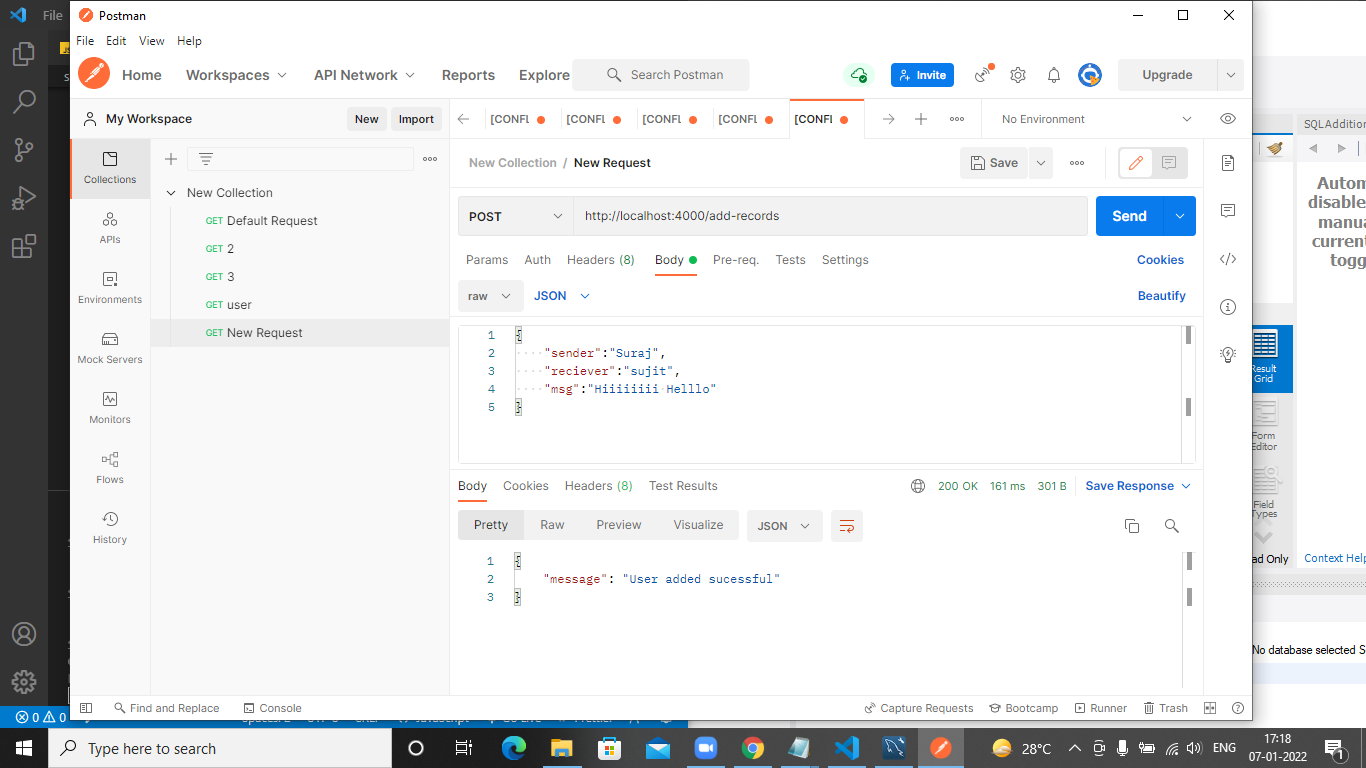 File
Postman
File Edit View Help
Home Workspaces API Network Reports Explore Search Postman Invite Upgrade
My Workspace New Import
[CONFL [CONFL [CONFL [CONFL [CONFL No Environment
SQLAddition
Collections
New Collection
GET Default Request
GET 2
GET 3
GET user
GET New Request
APIs
Environments
Mock Servers
Monitors
Flows
History
New Collection / New Request Save
POST http://localhost:4000/add-records Send
Params Auth Headers (8) Body Pre-req. Tests Settings Cookies
raw JSON Beautify
1 {
2 "sender":"Suraj",
3 "reciever":"sujit",
4 "msg":"Hiiiiiiii Helllo"
5 }
Body Cookies Headers (8) Test Results 200 OK 161 ms 301 B Save Response
Pretty Raw Preview Visualize JSON
1 {
2 "message": "User added sucessful"
3 }
Autom
disable
manua
current
togg
Result
Grid
Form
Editor
Field
Types
ad Only Context Help
No database selected S
Find and Replace Console Capture Requests Bootcamp Runner Trash
0 0
Type here to search 28°C ENG 17:18
07-01-2022
1